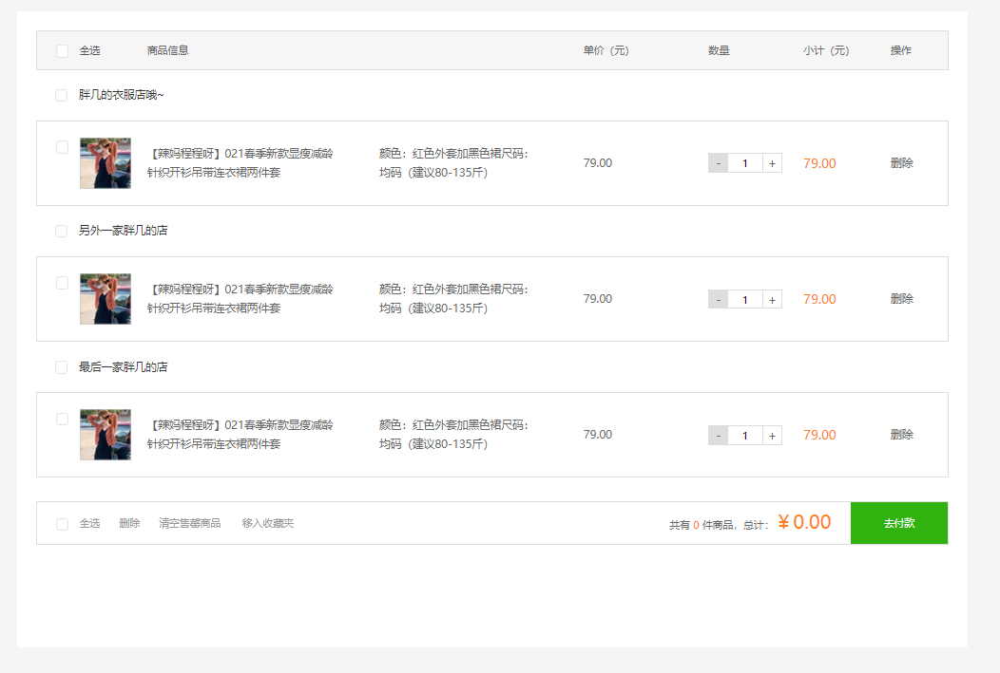 全选 商品信息 单价（元） 数量 小计（元） 操作
胖几的衣服店哦~
【辣妈程程呀】021春季新款显瘦减龄 颜色：红色外套加黑色裙尺码： 79.00 - 1 + 79.00 删除
针织开衫吊带连衣裙两件套 均码（建议80-135斤）
另外一家胖几的店
【辣妈程程呀】021春季新款显瘦减龄 颜色：红色外套加黑色裙尺码： 79.00 - 1 + 79.00 删除
针织开衫吊带连衣裙两件套 均码（建议80-135斤）
最后一家胖几的店
【辣妈程程呀】021春季新款显瘦减龄 颜色：红色外套加黑色裙尺码： 79.00 - 1 + 79.00 删除
针织开衫吊带连衣裙两件套 均码（建议80-135斤）
全选 删除 清空售罄商品 移入收藏夹 共有 0 件商品，总计： ￥0.00 去付款